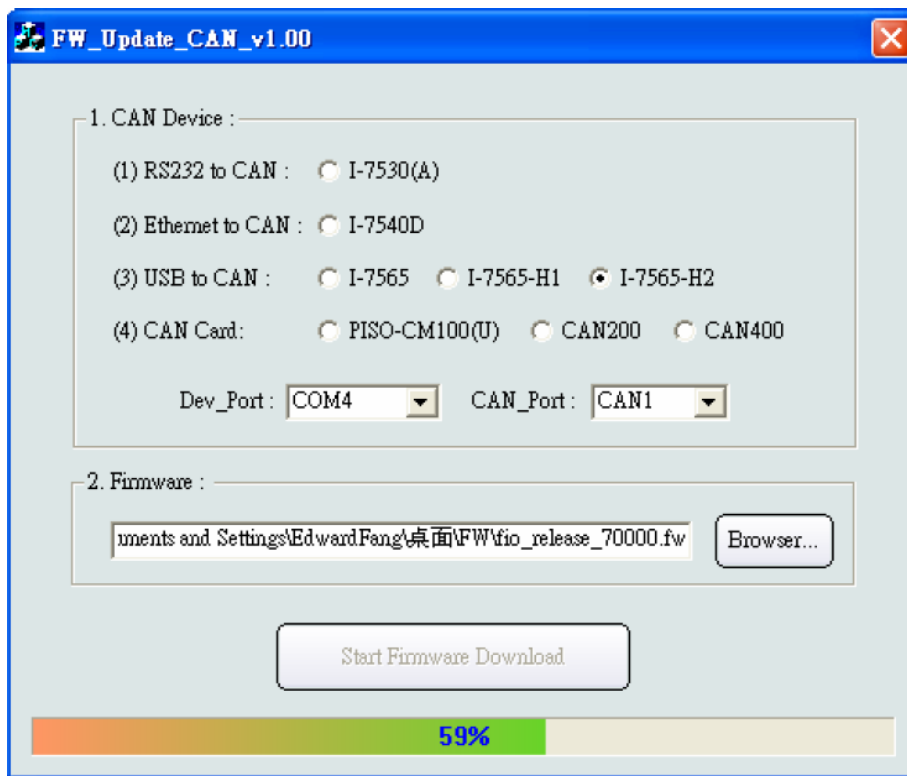 FW_Update_CAN_v1.00
1. CAN Device :
(1) RS232 to CAN : I-7530(A)
(2) Ethernet to CAN : I-7540D
(3) USB to CAN : I-7565 I-7565-H1 I-7565-H2
(4) CAN Card: PISO-CM100(U) CAN200 CAN400
Dev_Port : COM4 CAN_Port : CAN1
2. Firmware :
uments and Settings\EdwardFang\桌面\FW\fio_release_70000.fw Browser...
Start Firmware Download
59%